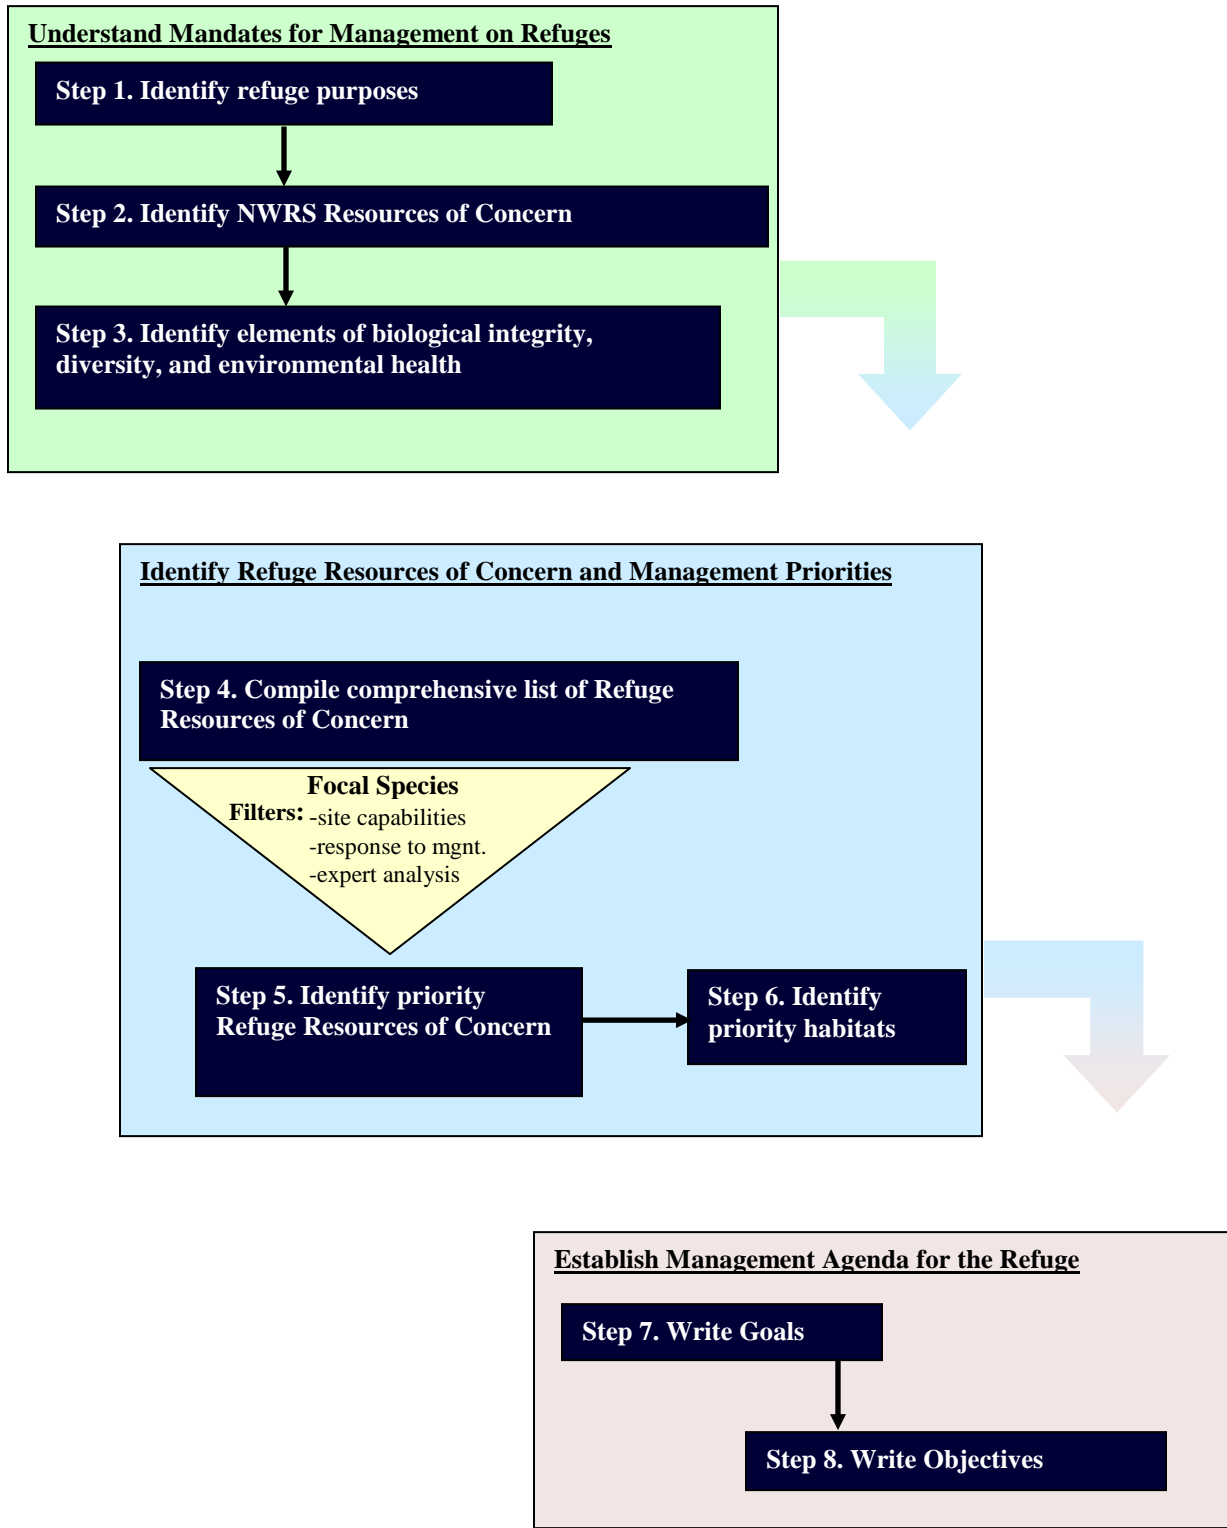 Understand Mandates for Management on Refuges
Step 1. Identify refuge purposes
Step 2. Identify NWRS Resources of Concern
Step 3. Identify elements of biological integrity,
diversity, and environmental health
Identify Refuge Resources of Concern and Management Priorities
Step 4. Compile comprehensive list of Refuge
Resources of Concern
Focal Species
Filters: -site capabilities
-response to mgnt.
-expert analysis
Step 5. Identify priority
Refuge Resources of Concern
Step 6. Identify
priority habitats
Establish Management Agenda for the Refuge
Step 7. Write Goals
Step 8. Write Objectives